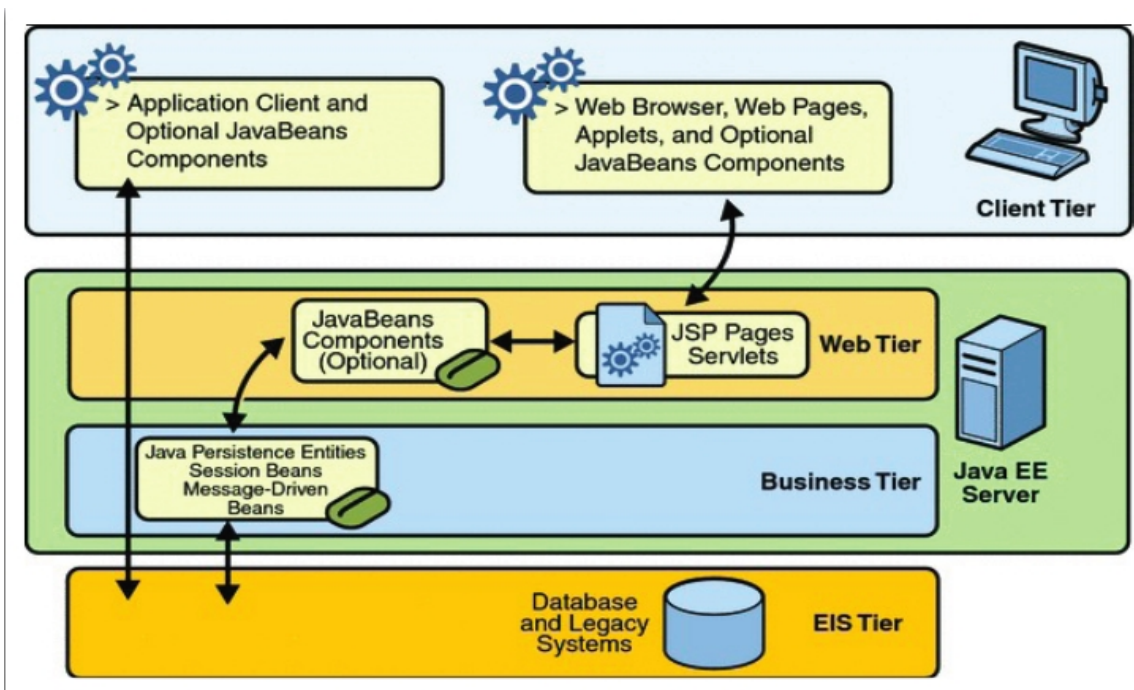 > Application Client and
Optional JavaBeans
Components
> Web Browser, Web Pages,
Applets, and Optional
JavaBeans Components
Client Tier
JavaBeans
Components
(Optional)
JSP Pages
Servlets
Web Tier
Java Persistence Entities
Session Beans
Message-Driven
Beans
Business Tier
Java EE
Server
Database
and Legacy
Systems
EIS Tier